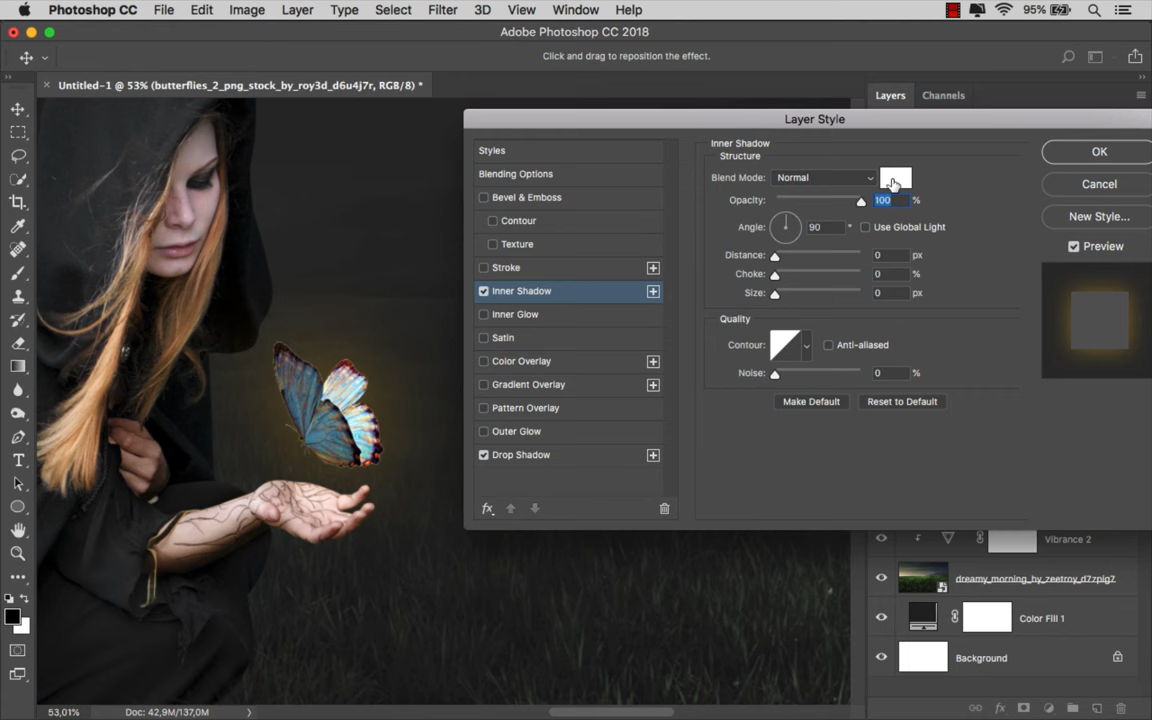 Photoshop CC File Edit Image Layer Type Select Filter 3D View Window Help 95%
Adobe Photoshop CC 2018
Click and drag to reposition the effect.
× Untitled-1 @ 53% (butterflies_2_png_stock_by_roy3d_d6u4j7r, RGB/8) *
Layers Channels
Layer Style
Styles
Blending Options
Bevel & Emboss
Contour
Texture
Stroke
Inner Shadow
Inner Glow
Satin
Color Overlay
Gradient Overlay
Pattern Overlay
Outer Glow
Drop Shadow
fx
Inner Shadow
Structure
Blend Mode: Normal
Opacity: 100 %
Angle: 90 ° Use Global Light
Distance: 0 px
Choke: 0 %
Size: 0 px
Quality
Contour: Anti-aliased
Noise: 0 %
Make Default Reset to Default
OK
Cancel
New Style...
Preview
Vibrance 2
dreamy_morning_by_zeetroy_d7zpig7
Color Fill 1
Background
fx
53,01% Doc: 42,9M/137,0M